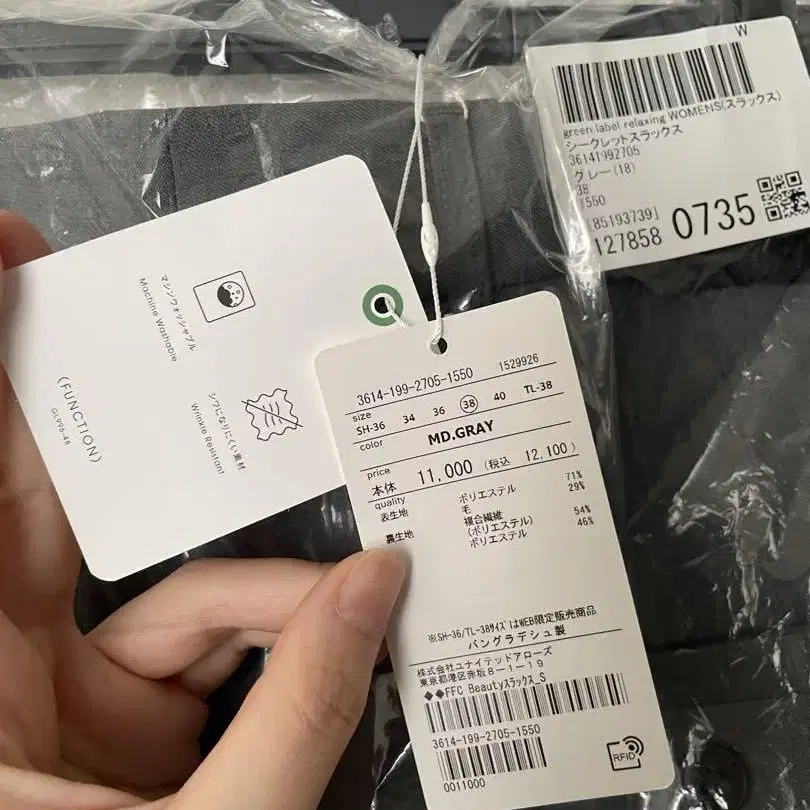 W
green label relaxing WOMENS(スラックス)
シークレットスラックス
36141992705
グレー(18)
38
1550
85193739]
127858 0735
マシンウォッシャブル
Machine Washable
シワになりにくい素材
Wrinkle Resistant
〈FUNCTION〉
GL996-48
3614-199-2705-1550 1529926
size
SH-36 34 36 38 40 TL-38
color
MD.GRAY
price
本体 11,000 (税込 12,100)
quality
表生地 ポリエステル 71%
毛 29%
裏生地 複合繊維 54%
(ポリエステル)
ポリエステル 46%
※SH-36/TL-38サイズはWEB限定販売商品
バングラデシュ製
株式会社ユナイテッドアローズ
東京都港区赤坂8-1-19
◆◆FFC Beautyスラックス_S
3614-199-2705-1550
0011000
RFID